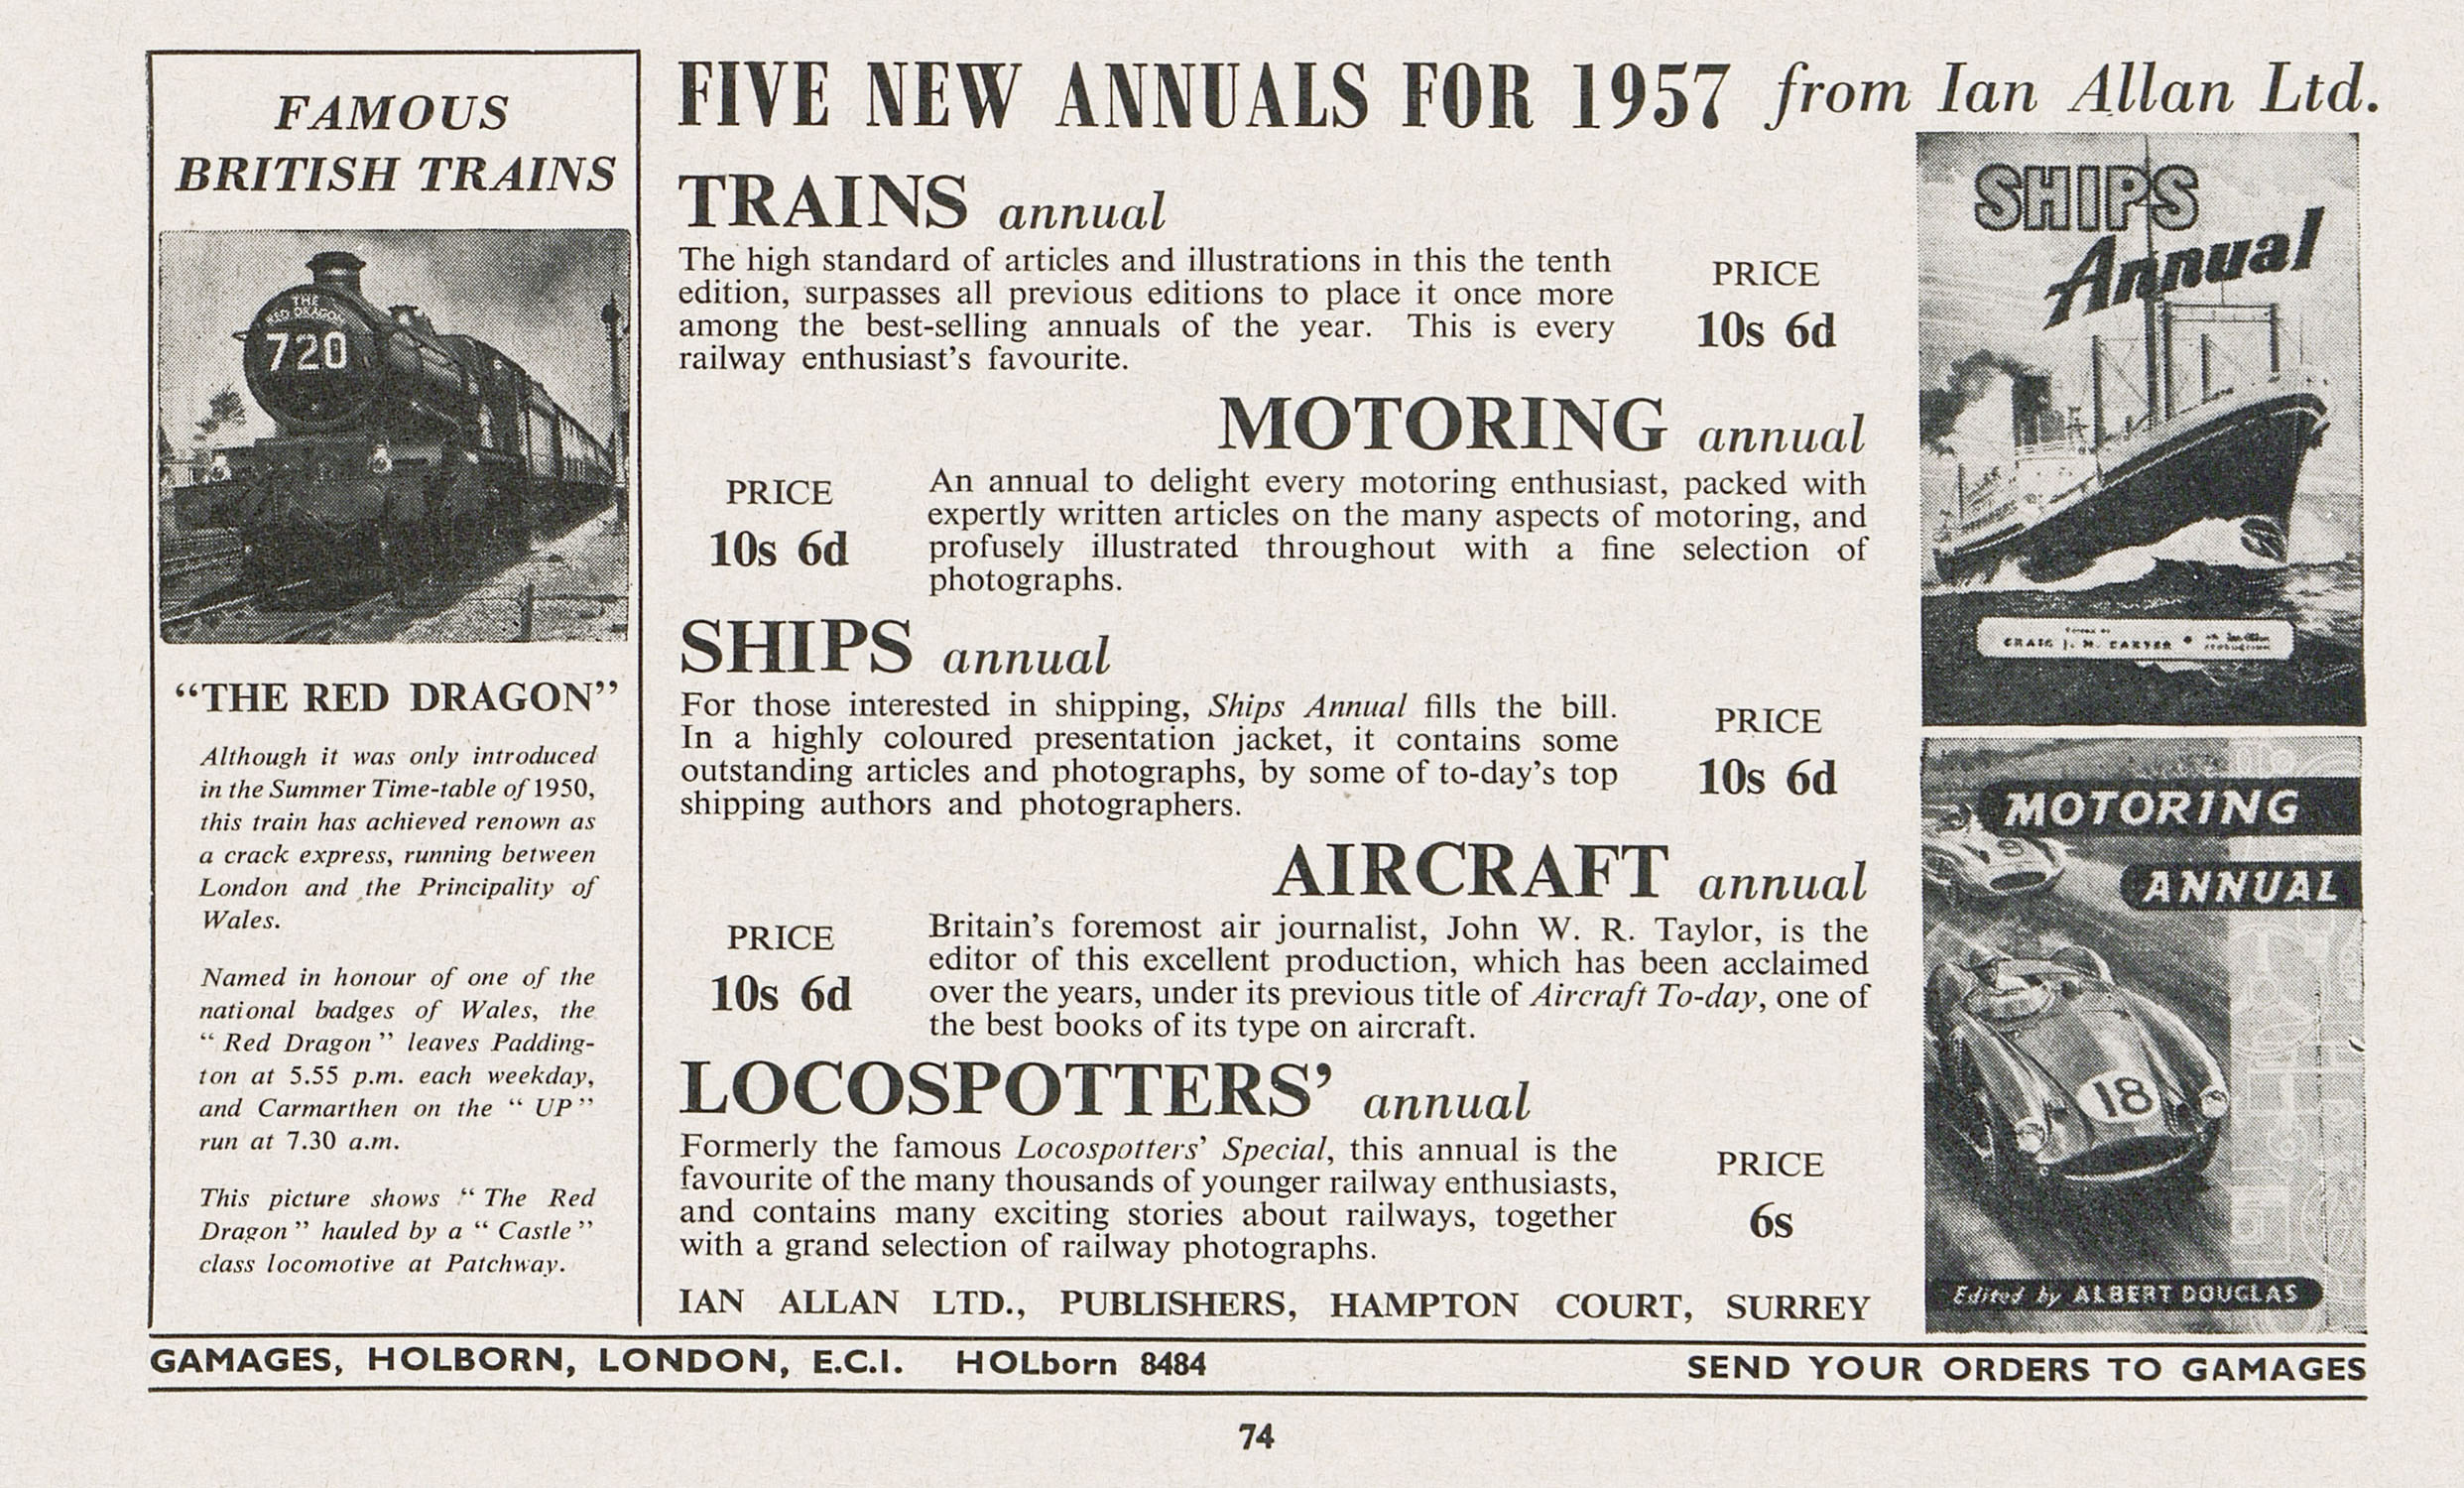 FAMOUS
BRITISH TRAINS
THE
RED DRAGON
720
“THE RED DRAGON”
Although it was only introduced
in the Summer Time-table of 1950,
this train has achieved renown as
a crack express, running between
London and the Principality of
Wales.
Named in honour of one of the
national badges of Wales, the
“ Red Dragon ” leaves Padding-
ton at 5.55 p.m. each weekday,
and Carmarthen on the “ UP ”
run at 7.30 a.m.
This picture shows “ The Red
Dragon ” hauled by a “ Castle ”
class locomotive at Patchway.
FIVE NEW ANNUALS FOR 1957 from Ian Allan Ltd.
TRAINS annual
The high standard of articles and illustrations in this the tenth
edition, surpasses all previous editions to place it once more
among the best-selling annuals of the year. This is every
railway enthusiast’s favourite.
PRICE
10s 6d
MOTORING annual
PRICE
10s 6d
An annual to delight every motoring enthusiast, packed with
expertly written articles on the many aspects of motoring, and
profusely illustrated throughout with a fine selection of
photographs.
SHIPS annual
For those interested in shipping, Ships Annual fills the bill.
In a highly coloured presentation jacket, it contains some
outstanding articles and photographs, by some of to-day’s top
shipping authors and photographers.
PRICE
10s 6d
AIRCRAFT annual
PRICE
10s 6d
Britain’s foremost air journalist, John W. R. Taylor, is the
editor of this excellent production, which has been acclaimed
over the years, under its previous title of Aircraft To-day, one of
the best books of its type on aircraft.
LOCOSPOTTERS’ annual
Formerly the famous Locospotters’ Special, this annual is the
favourite of the many thousands of younger railway enthusiasts,
and contains many exciting stories about railways, together
with a grand selection of railway photographs.
PRICE
6s
IAN ALLAN LTD., PUBLISHERS, HAMPTON COURT, SURREY
SHIPS
Annual
CRAIG J. M. CARTER
MOTORING
ANNUAL
18
Edited by ALBERT DOUGLAS
GAMAGES, HOLBORN, LONDON, E.C.1. HOLborn 8484
SEND YOUR ORDERS TO GAMAGES
74